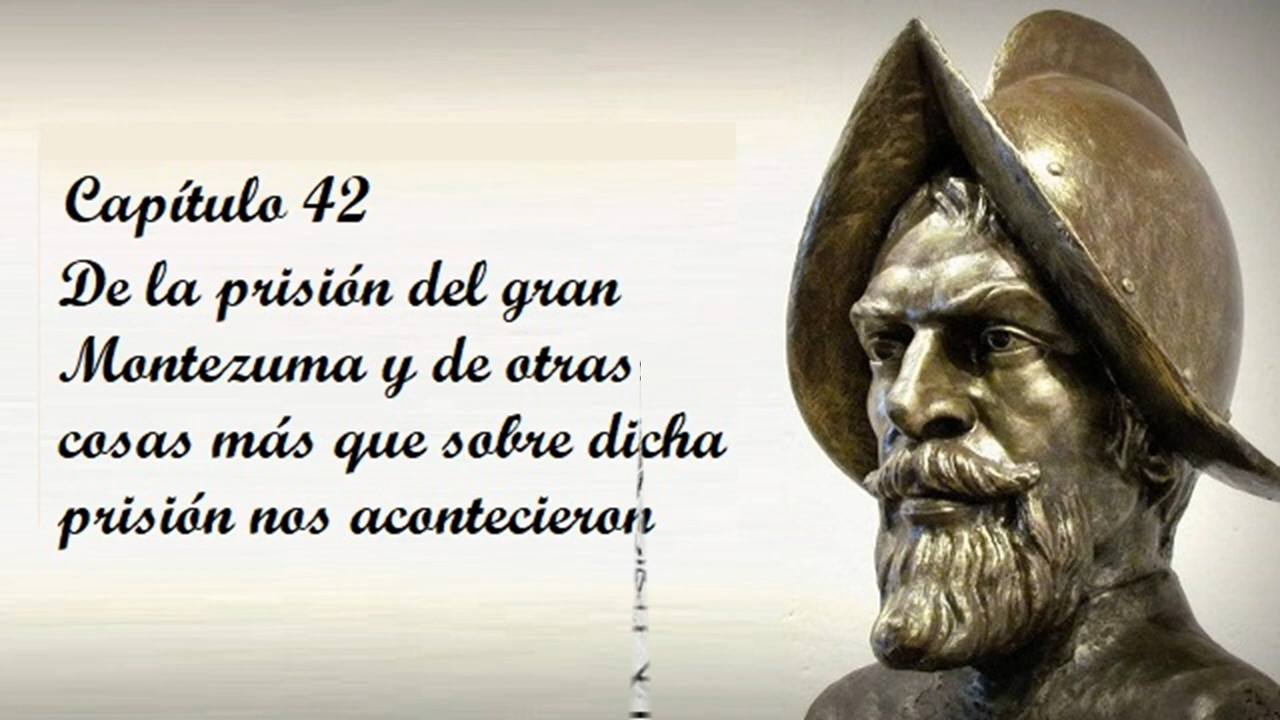 Capítulo 42
De la prisión del gran
Montezuma y de otras
cosas más que sobre dicha
prisión nos acontecieron